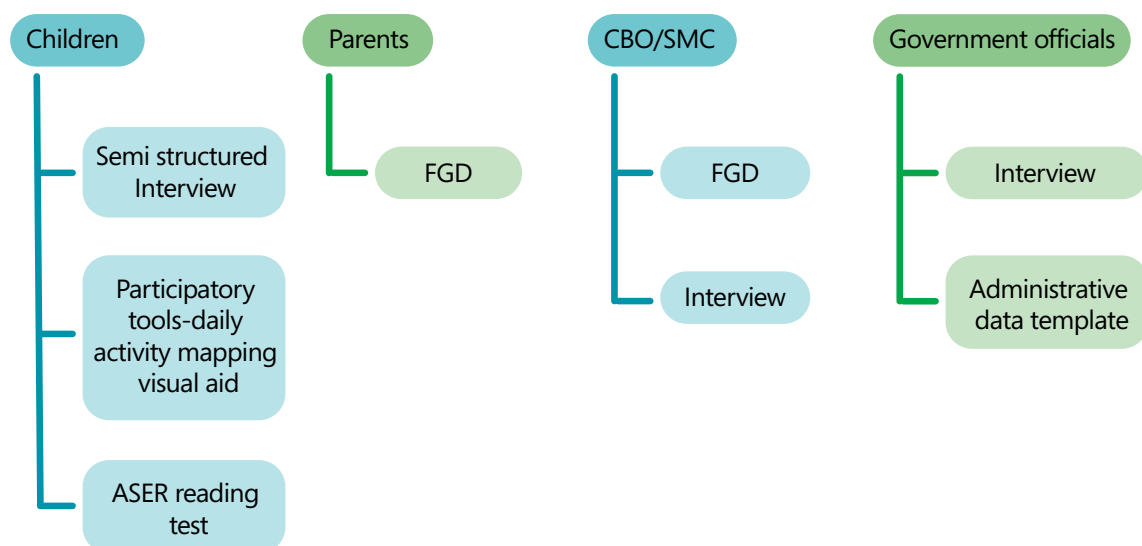 Children
Semi structured
Interview
Participatory
tools-daily
activity mapping
visual aid
ASER reading
test
Parents
FGD
CBO/SMC
FGD
Interview
Government officials
Interview
Administrative
data template